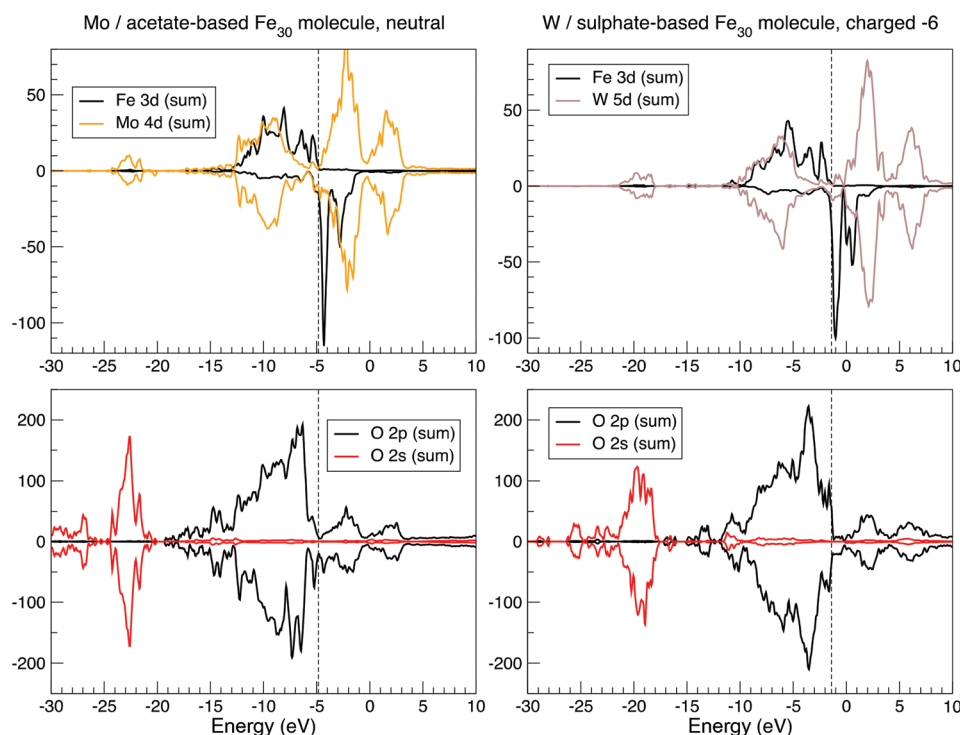 Mo / acetate-based Fe30 molecule, neutral
W / sulphate-based Fe30 molecule, charged -6
Fe 3d (sum)
Mo 4d (sum)
50
0
-50
-100
-30 -25 -20 -15 -10 -5 0 5 10
Fe 3d (sum)
W 5d (sum)
50
0
-50
-100
-30 -25 -20 -15 -10 -5 0 5 10
O 2p (sum)
O 2s (sum)
200
100
0
-100
-200
-30 -25 -20 -15 -10 -5 0 5 10
Energy (eV)
O 2p (sum)
O 2s (sum)
200
100
0
-100
-200
-30 -25 -20 -15 -10 -5 0 5 10
Energy (eV)